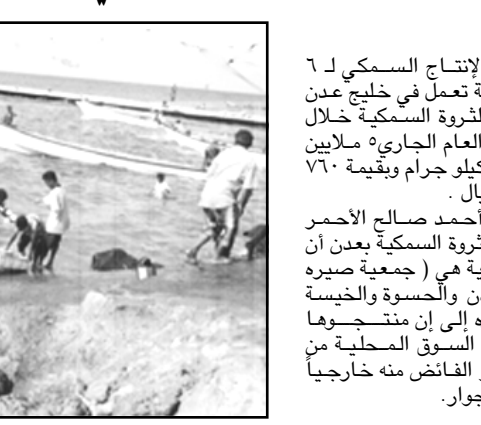 لإنتاج السمكي لـ ٦
ة تعمل في خليج عدن
لثروة السمكية خلال
العام الجاري٥ ملايين
كيلو جرام وبقيمة ٧٦٠
يال .
أحمد صالح الأحمر
ثروة السمكية بعدن أن
ية هي ( جمعية صيره
ن والحسوة والخيسة
ه إلى إن منتجوها
السوق المحلية من
ر الفائض منه خارجياً
جوار.